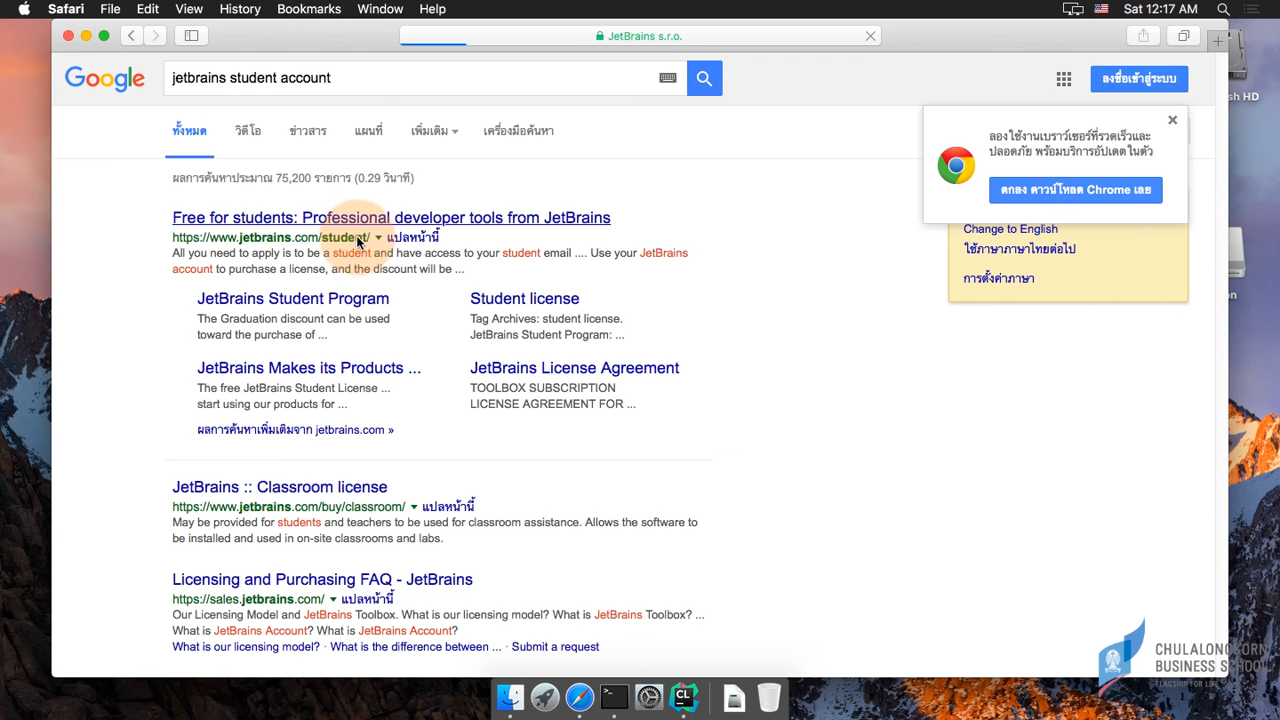 Safari File Edit View History Bookmarks Window Help Sat 12:17 AM
JetBrains s.r.o.
Google jetbrains student account ลงชื่อเข้าสู่ระบบ
ทั้งหมด วิดีโอ ข่าวสาร แผนที่ เพิ่มเติม เครื่องมือค้นหา
ผลการค้นหาประมาณ 75,200 รายการ (0.29 วินาที)
ลองใช้งานเบราว์เซอร์ที่รวดเร็วและ
ปลอดภัย พร้อมบริการอัปเดตในตัว
ตกลง ดาวน์โหลด Chrome เลย
Change to English
ใช้ภาษาภาษาไทยต่อไป
การตั้งค่าภาษา
Free for students: Professional developer tools from JetBrains
https://www.jetbrains.com/student/ แปลหน้านี้
All you need to apply is to be a student and have access to your student email .... Use your JetBrains
account to purchase a license, and the discount will be ...
JetBrains Student Program
The Graduation discount can be used
toward the purchase of ...
Student license
Tag Archives: student license.
JetBrains Student Program: ...
JetBrains Makes its Products ...
The free JetBrains Student License ...
start using our products for ...
JetBrains License Agreement
TOOLBOX SUBSCRIPTION
LICENSE AGREEMENT FOR ...
ผลการค้นหาเพิ่มเติมจาก jetbrains.com »
JetBrains :: Classroom license
https://www.jetbrains.com/buy/classroom/ แปลหน้านี้
May be provided for students and teachers to be used for classroom assistance. Allows the software to
be installed and used in on-site classrooms and labs.
Licensing and Purchasing FAQ - JetBrains
https://sales.jetbrains.com/ แปลหน้านี้
Our Licensing Model and JetBrains Toolbox. What is our licensing model? What is JetBrains Toolbox? ...
What is JetBrains Account? What is JetBrains Account?
What is our licensing model? · What is the difference between ... · Submit a request
CL
CHULALONGKORN
BUSINESS SCHOOL
FLAGSHIP FOR LIFE